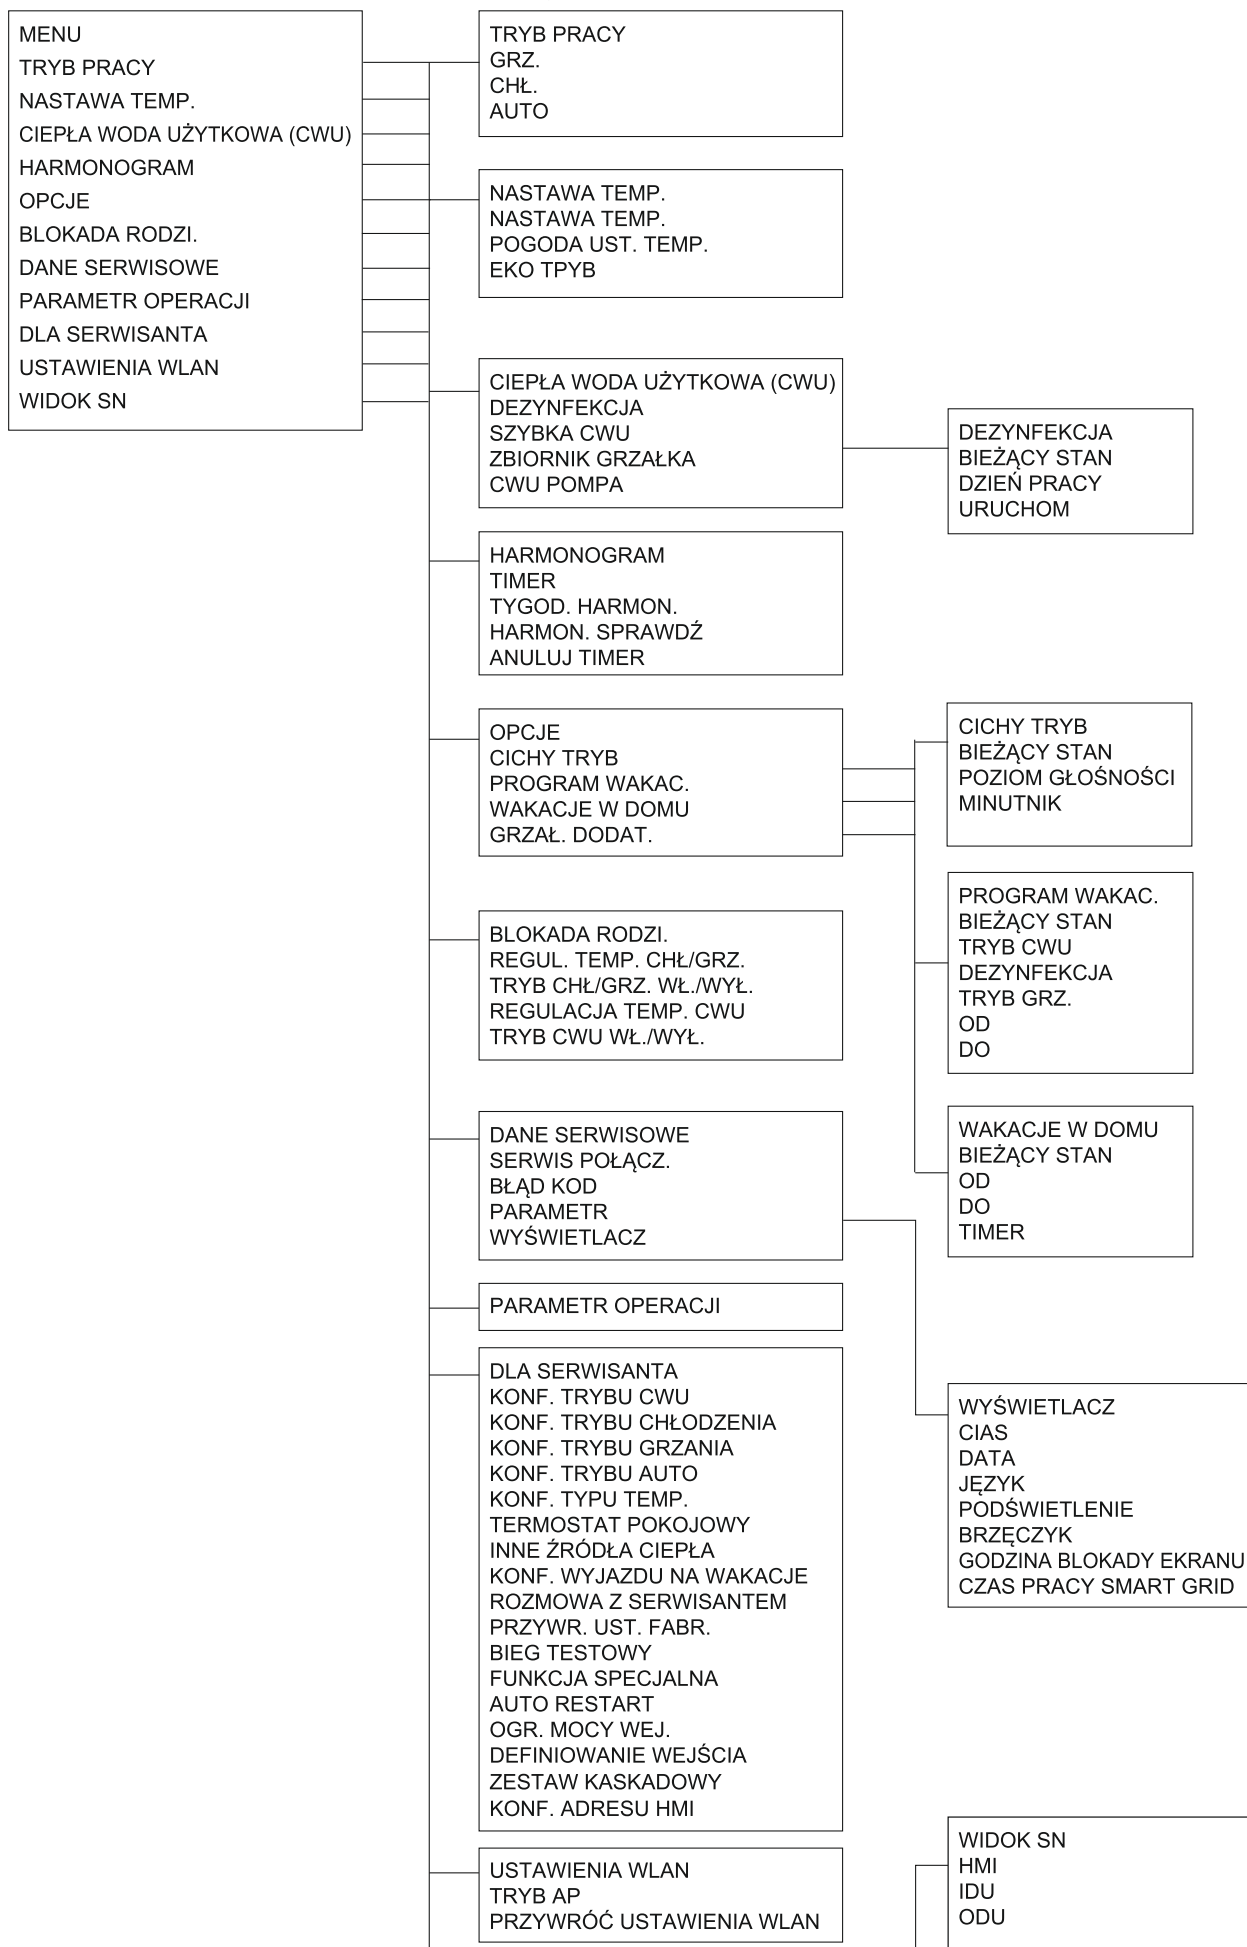 MENU
TRYB PRACY
NASTAWA TEMP.
CIEPŁA WODA UŻYTKOWA (CWU)
HARMONOGRAM
OPCJE
BLOKADA RODZI.
DANE SERWISOWE
PARAMETR OPERACJI
DLA SERWISANTA
USTAWIENIA WLAN
WIDOK SN
TRYB PRACY
GRZ.
CHŁ.
AUTO
NASTAWA TEMP.
NASTAWA TEMP.
POGODA UST. TEMP.
EKO TPYB
CIEPŁA WODA UŻYTKOWA (CWU)
DEZYNFEKCJA
SZYBKA CWU
ZBIORNIK GRZAŁKA
CWU POMPA
DEZYNFEKCJA
BIEŻĄCY STAN
DZIEŃ PRACY
URUCHOM
HARMONOGRAM
TIMER
TYGOD. HARMON.
HARMON. SPRAWDŹ
ANULUJ TIMER
OPCJE
CICHY TRYB
PROGRAM WAKAC.
WAKACJE W DOMU
GRZAŁ. DODAT.
CICHY TRYB
BIEŻĄCY STAN
POZIOM GŁOŚNOŚCI
MINUTNIK
PROGRAM WAKAC.
BIEŻĄCY STAN
TRYB CWU
DEZYNFEKCJA
TRYB GRZ.
OD
DO
WAKACJE W DOMU
BIEŻĄCY STAN
OD
DO
TIMER
BLOKADA RODZI.
REGUL. TEMP. CHŁ/GRZ.
TRYB CHŁ/GRZ. WŁ./WYŁ.
REGULACJA TEMP. CWU
TRYB CWU WŁ./WYŁ.
DANE SERWISOWE
SERWIS POŁĄCZ.
BŁĄD KOD
PARAMETR
WYŚWIETLACZ
WYŚWIETLACZ
CIAS
DATA
JĘZYK
PODŚWIETLENIE
BRZĘCZYK
GODZINA BLOKADY EKRANU
CZAS PRACY SMART GRID
PARAMETR OPERACJI
DLA SERWISANTA
KONF. TRYBU CWU
KONF. TRYBU CHŁODZENIA
KONF. TRYBU GRZANIA
KONF. TRYBU AUTO
KONF. TYPU TEMP.
TERMOSTAT POKOJOWY
INNE ŹRÓDŁA CIEPŁA
KONF. WYJAZDU NA WAKACJE
ROZMOWA Z SERWISANTEM
PRZYWR. UST. FABR.
BIEG TESTOWY
FUNKCJA SPECJALNA
AUTO RESTART
OGR. MOCY WEJ.
DEFINIOWANIE WEJŚCIA
ZESTAW KASKADOWY
KONF. ADRESU HMI
USTAWIENIA WLAN
TRYB AP
PRZYWRÓĆ USTAWIENIA WLAN
WIDOK SN
HMI
IDU
ODU